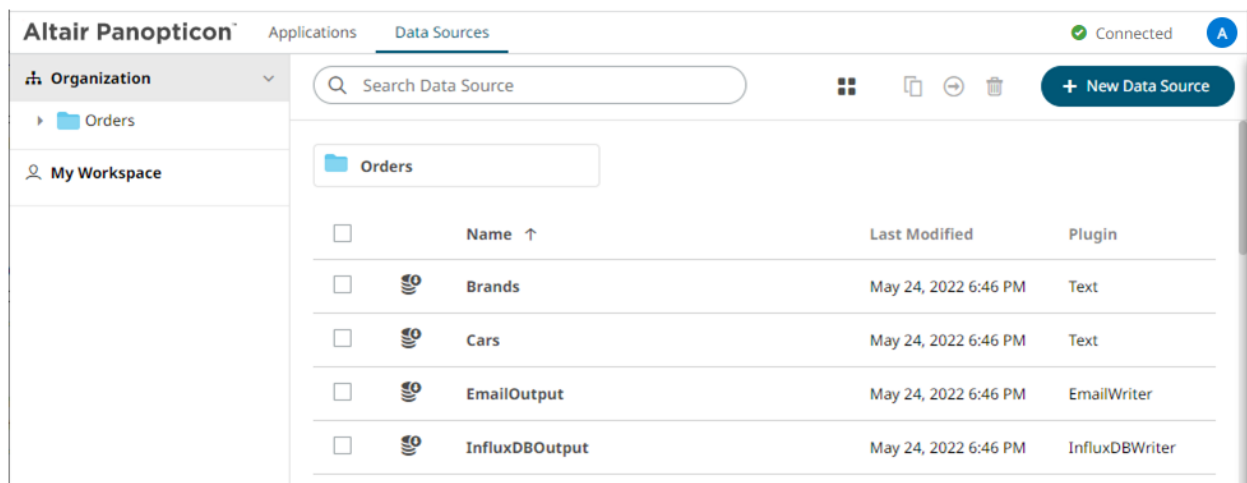 Altair Panopticon™ Applications Data Sources Connected A
Organization
Orders
My Workspace
Search Data Source + New Data Source
Orders
Name ↑ Last Modified Plugin
Brands May 24, 2022 6:46 PM Text
Cars May 24, 2022 6:46 PM Text
EmailOutput May 24, 2022 6:46 PM EmailWriter
InfluxDBOutput May 24, 2022 6:46 PM InfluxDBWriter